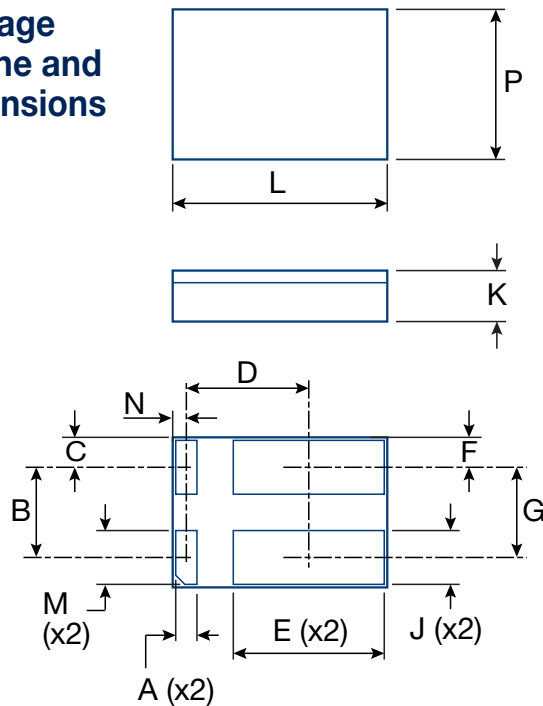 age
ne and
nsions
P
L
K
D
N
C
F
B
G
M
(x2)
E (x2)
J (x2)
A (x2)